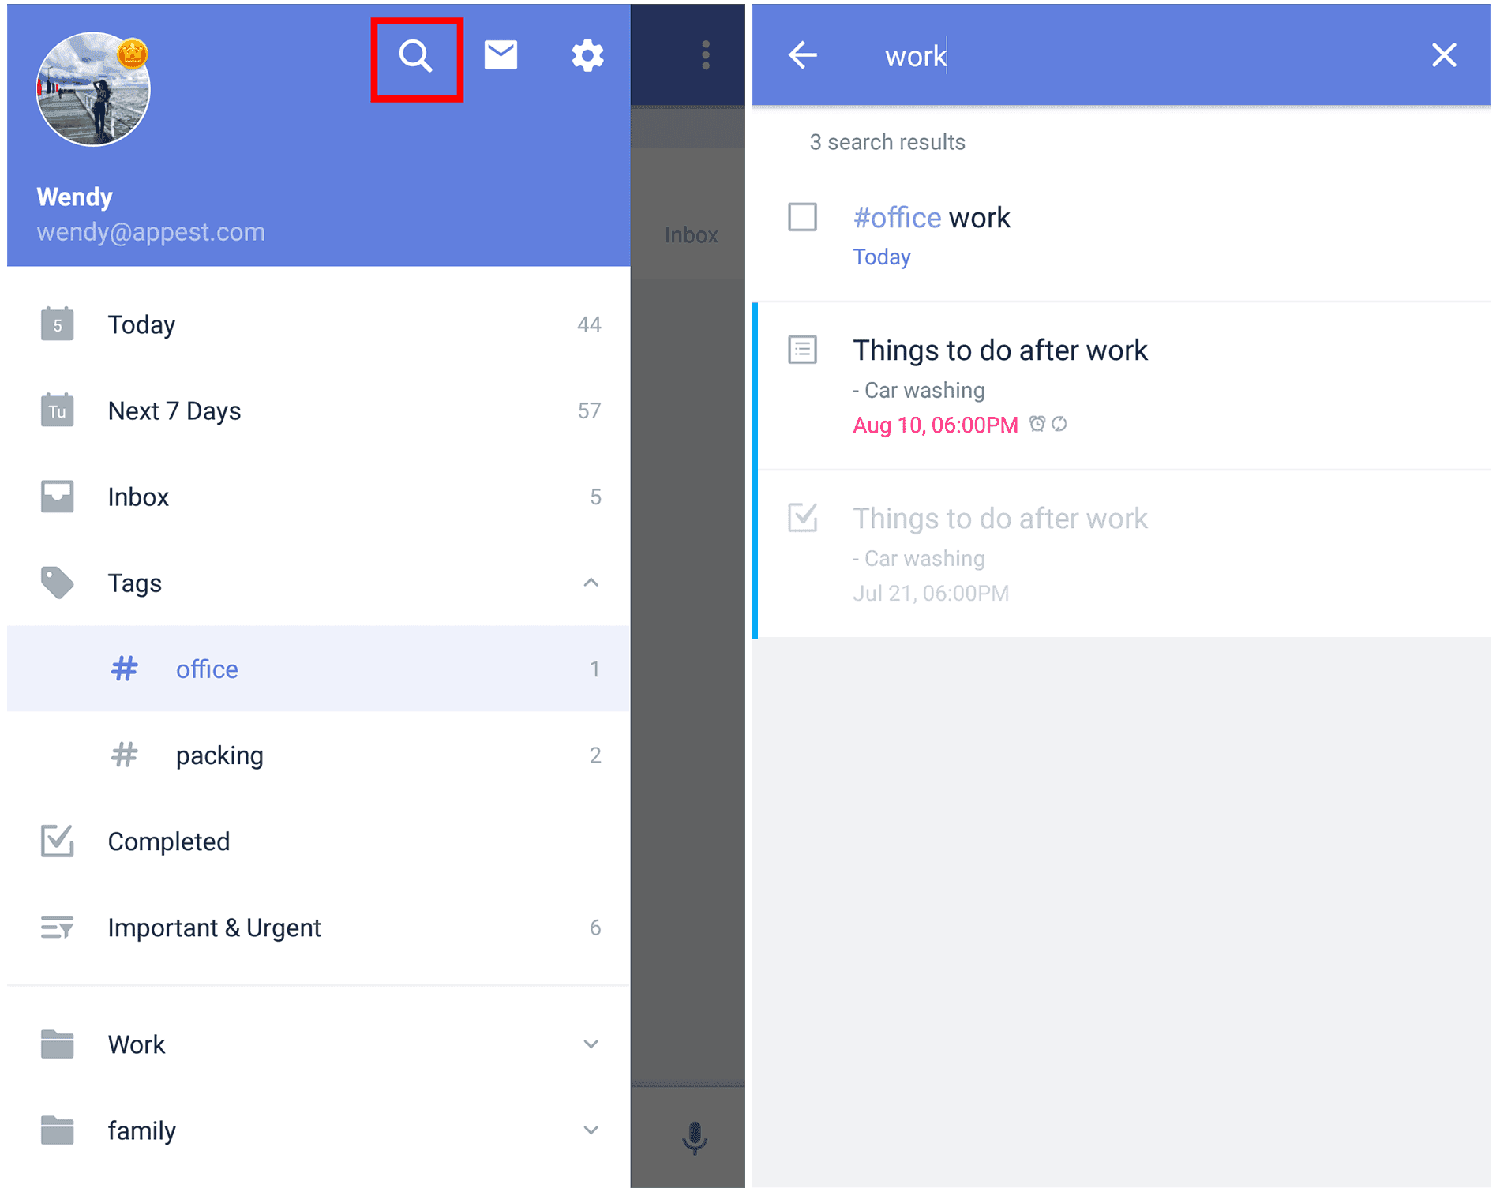 Wendy
wendy@appest.com
5 Today 44
Tu Next 7 Days 57
Inbox 5
Tags
# office 1
# packing 2
Completed
Important & Urgent 6
Work
family
Inbox
work
3 search results
#office work
Today
Things to do after work
- Car washing
Aug 10, 06:00PM
Things to do after work
- Car washing
Jul 21, 06:00PM